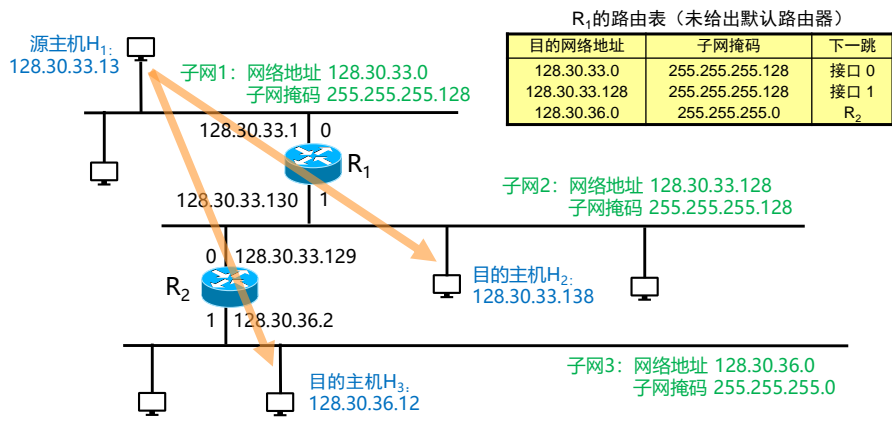 R₁的路由表（未给出默认路由器）
目的网络地址 子网掩码 下一跳
128.30.33.0 255.255.255.128 接口 0
128.30.33.128 255.255.255.128 接口 1
128.30.36.0 255.255.255.0 R₂
源主机H₁:
128.30.33.13
子网1：网络地址 128.30.33.0
子网掩码 255.255.255.128
128.30.33.1 0
R₁
128.30.33.130 1
子网2：网络地址 128.30.33.128
子网掩码 255.255.255.128
0 128.30.33.129
R₂
目的主机H₂:
128.30.33.138
1 128.30.36.2
子网3：网络地址 128.30.36.0
子网掩码 255.255.255.0
目的主机H₃:
128.30.36.12